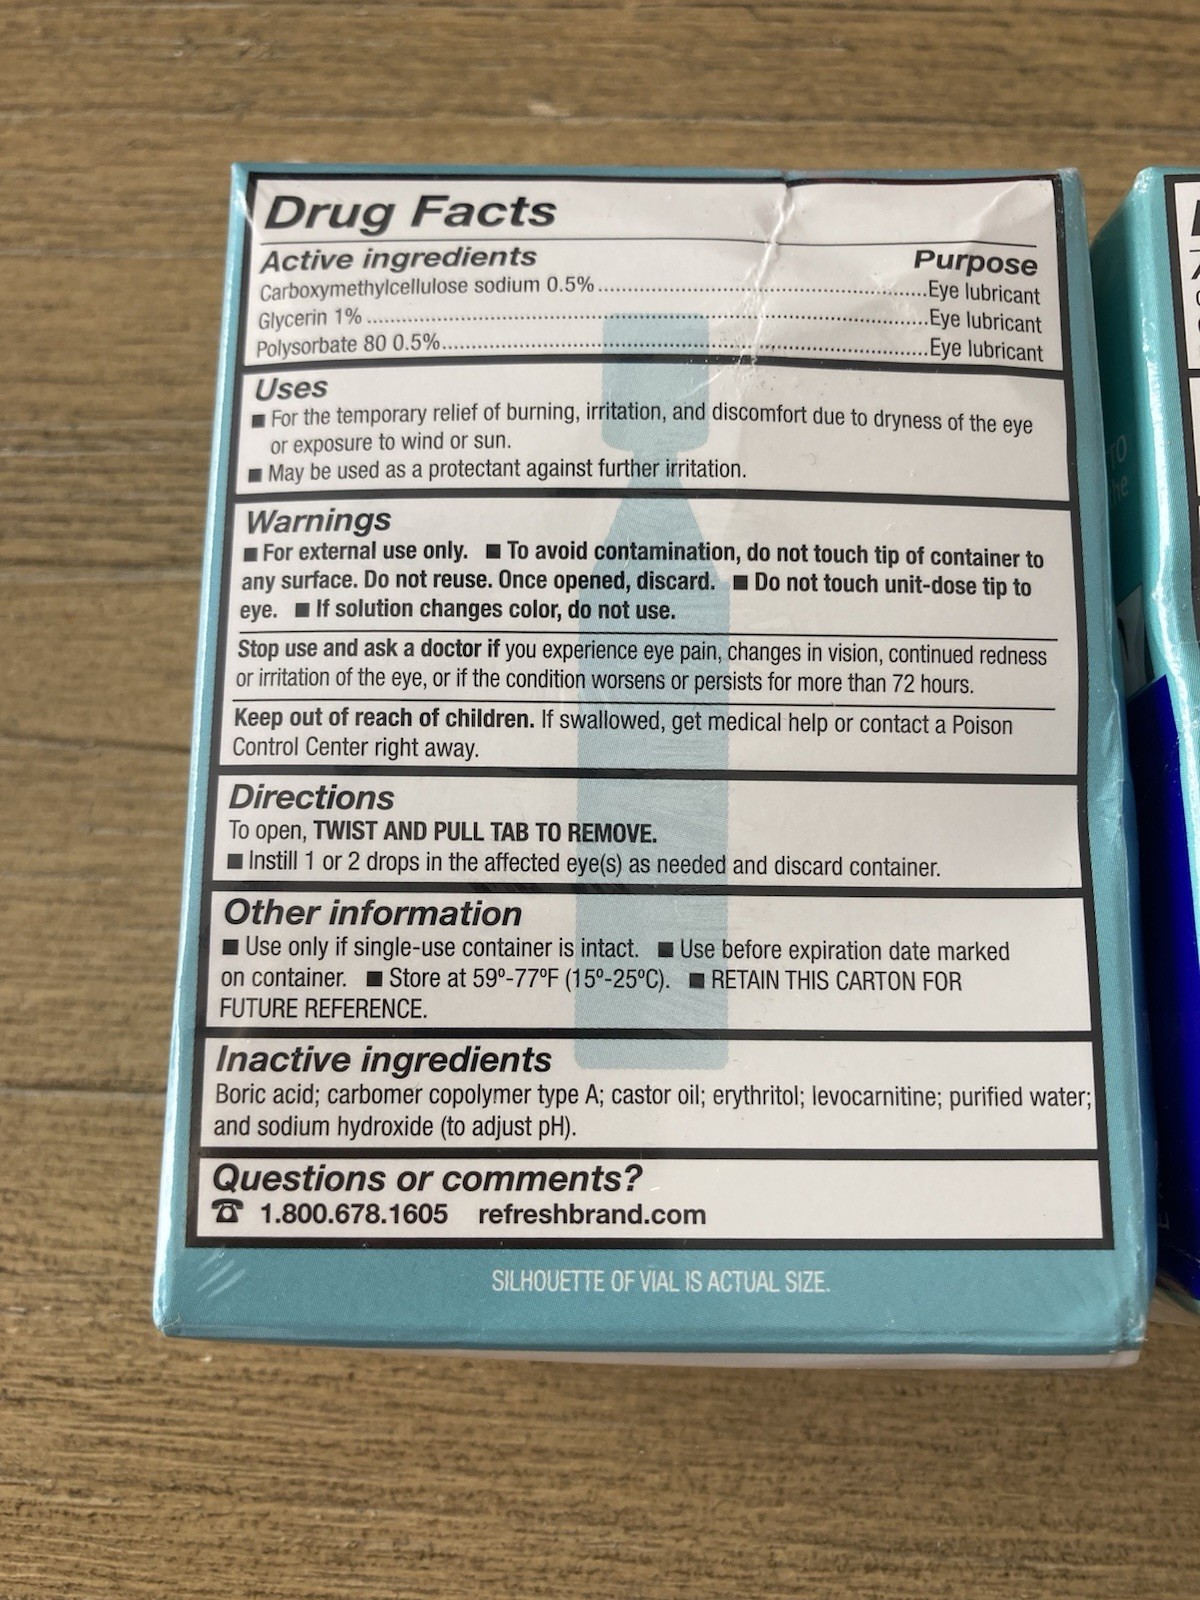 Drug Facts
Active ingredients Purpose
Carboxymethylcellulose sodium 0.5%..........Eye lubricant
Glycerin 1%..........Eye lubricant
Polysorbate 80 0.5%..........Eye lubricant
Uses
■ For the temporary relief of burning, irritation, and discomfort due to dryness of the eye
or exposure to wind or sun.
■ May be used as a protectant against further irritation.
Warnings
■ For external use only. ■ To avoid contamination, do not touch tip of container to
any surface. Do not reuse. Once opened, discard. ■ Do not touch unit-dose tip to
eye. ■ If solution changes color, do not use.
Stop use and ask a doctor if you experience eye pain, changes in vision, continued redness
or irritation of the eye, or if the condition worsens or persists for more than 72 hours.
Keep out of reach of children. If swallowed, get medical help or contact a Poison
Control Center right away.
Directions
To open, TWIST AND PULL TAB TO REMOVE.
■ Instill 1 or 2 drops in the affected eye(s) as needed and discard container.
Other information
■ Use only if single-use container is intact. ■ Use before expiration date marked
on container. ■ Store at 59º-77ºF (15º-25ºC). ■ RETAIN THIS CARTON FOR
FUTURE REFERENCE.
Inactive ingredients
Boric acid; carbomer copolymer type A; castor oil; erythritol; levocarnitine; purified water;
and sodium hydroxide (to adjust pH).
Questions or comments?
☎ 1.800.678.1605 refreshbrand.com
SILHOUETTE OF VIAL IS ACTUAL SIZE.